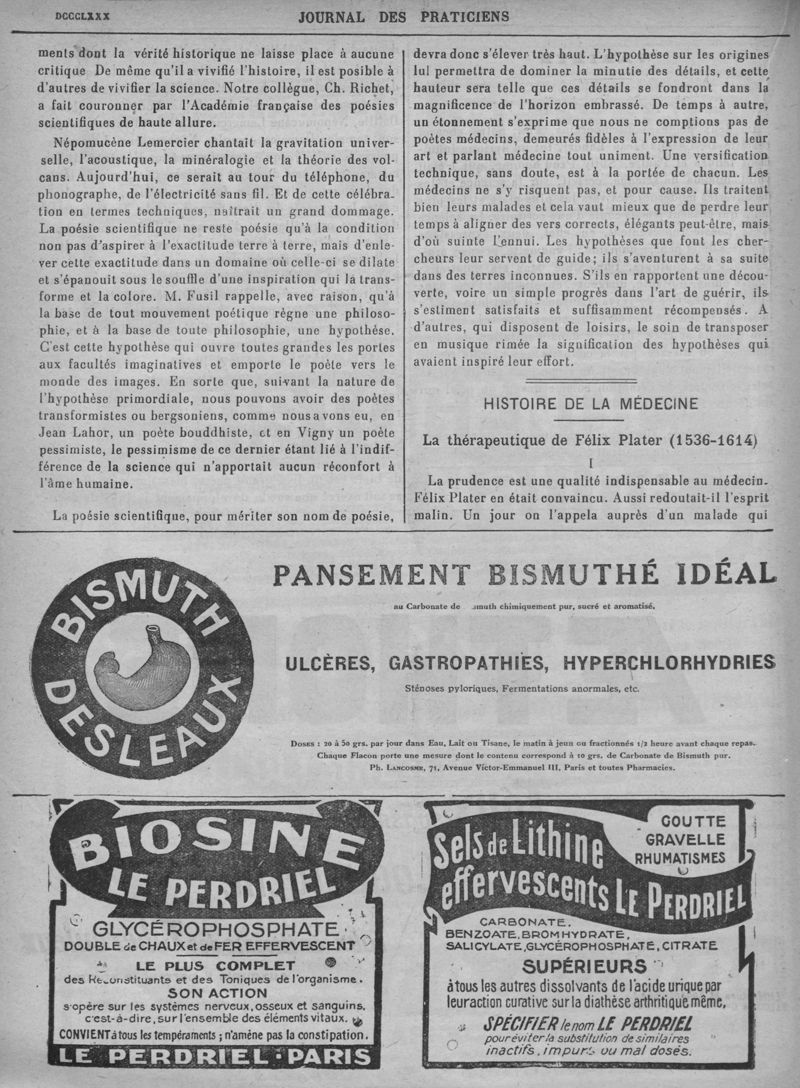 DCCCLXXX
JOURNAL DES PRATICIENS
ments dont la vérité historique ne laisse place à aucune
critique De même qu'il a vivifié l'histoire, il est posible à
d'autres de vivifier la science. Notre collègue, Ch. Richet,
a fait couronner par l'Académie française des poésies
scientifiques de haute allure.
Népomucène Lemercier chantait la gravitation univer-
selle, l'acoustique, la minéralogie et la théorie des vol-
cans. Aujourd'hui, ce serait au tour du téléphone, du
phonographe, de l'électricité sans fil. Et de cette célébra-
tion en termes techniques, naîtrait un grand dommage.
La poésie scientifique ne reste poésie qu'à la condition
non pas d'aspirer à l'exactitude terre à terre, mais d'enle-
ver cette exactitude dans un domaine où celle-ci se dilate
et s'épanouit sous le souffle d'une inspiration qui la trans-
forme et la colore. M. Fusil rappelle, avec raison, qu'à
la base de tout mouvement poétique règne une philoso-
phie, et à la base de toute philosophie, une hypothèse.
C'est cette hypothèse qui ouvre toutes grandes les portes
aux facultés imaginatives et emporte le poète vers le
monde des images. En sorte que, suivant la nature de
l'hypothèse primordiale, nous pouvons avoir des poètes
transformistes ou bergsoniens, comme nous avons eu, en
Jean Lahor, un poète bouddhiste, et en Vigny un poète
pessimiste, le pessimisme de ce dernier étant lié à l'indif-
férence de la science qui n'apportait aucun réconfort à
l'âme humaine.
La poésie scientifique, pour mériter son nom de poésie,
devra donc s'élever très haut. L'hypothèse sur les origines
lui permettra de dominer la minutie des détails, et cette
hauteur sera telle que ces détails se fondront dans la
magnificence de l'horizon embrassé. De temps à autre,
un étonnement s'exprime que nous ne comptions pas de
poètes médecins, demeurés fidèles à l'expression de leur
art et parlant médecine tout uniment. Une versification
technique, sans doute, est à la portée de chacun. Les
médecins ne s'y risquent pas, et pour cause. Ils traitent
bien leurs malades et cela vaut mieux que de perdre leur
temps à aligner des vers corrects, élégants peut-être, mais
d'où suinte l'ennui. Les hypothèses que font les cher-
cheurs leur servent de guide; ils s'aventurent à sa suite
dans des terres inconnues. S'ils en rapportent une décou-
verte, voire un simple progrès dans l'art de guérir, ils
s'estiment satisfaits et suffisamment récompensés. A
d'autres, qui disposent de loisirs, le soin de transposer
en musique rimée la signification des hypothèses qui
avaient inspiré leur effort.
HISTOIRE DE LA MÉDECINE
La thérapeutique de Félix Plater (1536-1614)
I
La prudence est une qualité indispensable au médecin.
Félix Plater en était convaincu. Aussi redoutait-il l'esprit
malin. Un jour on l'appela auprès d'un malade qui
BISMUTH
DESLEAUX
PANSEMENT BISMUTHÉ IDÉAL
au Carbonate de smuth chimiquement pur, sucré et aromatisé.
ULCÈRES, GASTROPATHIES, HYPERCHLORHYDRIES
Sténoses pyloriques, Fermentations anormales, etc.
DOSES : 20 à 50 grs. par jour dans Eau, Lait ou Tisane, le matin à jeun ou fractionnés 1/2 heure avant chaque repas.
Chaque Flacon porte une mesure dont le contenu correspond à 10 grs. de Carbonate de Bismuth pur.
Ph. LANCOSME, 71, Avenue Victor-Emmanuel III, Paris et toutes Pharmacies.
BIOSINE
LE PERDRIEL
GLYCÉROPHOSPHATE
DOUBLE de CHAUX et de FER EFFERVESCENT
LE PLUS COMPLET
des Reconstituants et des Toniques de l'organisme.
SON ACTION
s'opère sur les systèmes nerveux, osseux et sanguins,
c'est-à-dire, sur l'ensemble des éléments vitaux.
CONVIENT à tous les tempéraments ; n'amène pas la constipation.
LE PERDRIEL - PARIS
GOUTTE
GRAVELLE
RHUMATISMES
Sels de Lithine
effervescents LE PERDRIEL
CARBONATE,
BENZOATE, BROMHYDRATE,
SALICYLATE, GLYCÉROPHOSPHATE, CITRATE
SUPÉRIEURS
à tous les autres dissolvants de l'acide urique par
leur action curative sur la diathèse arthritique même,
SPÉCIFIER le nom LE PERDRIEL
pour éviter la substitution de similaires
inactifs, impurs ou mal dosés.